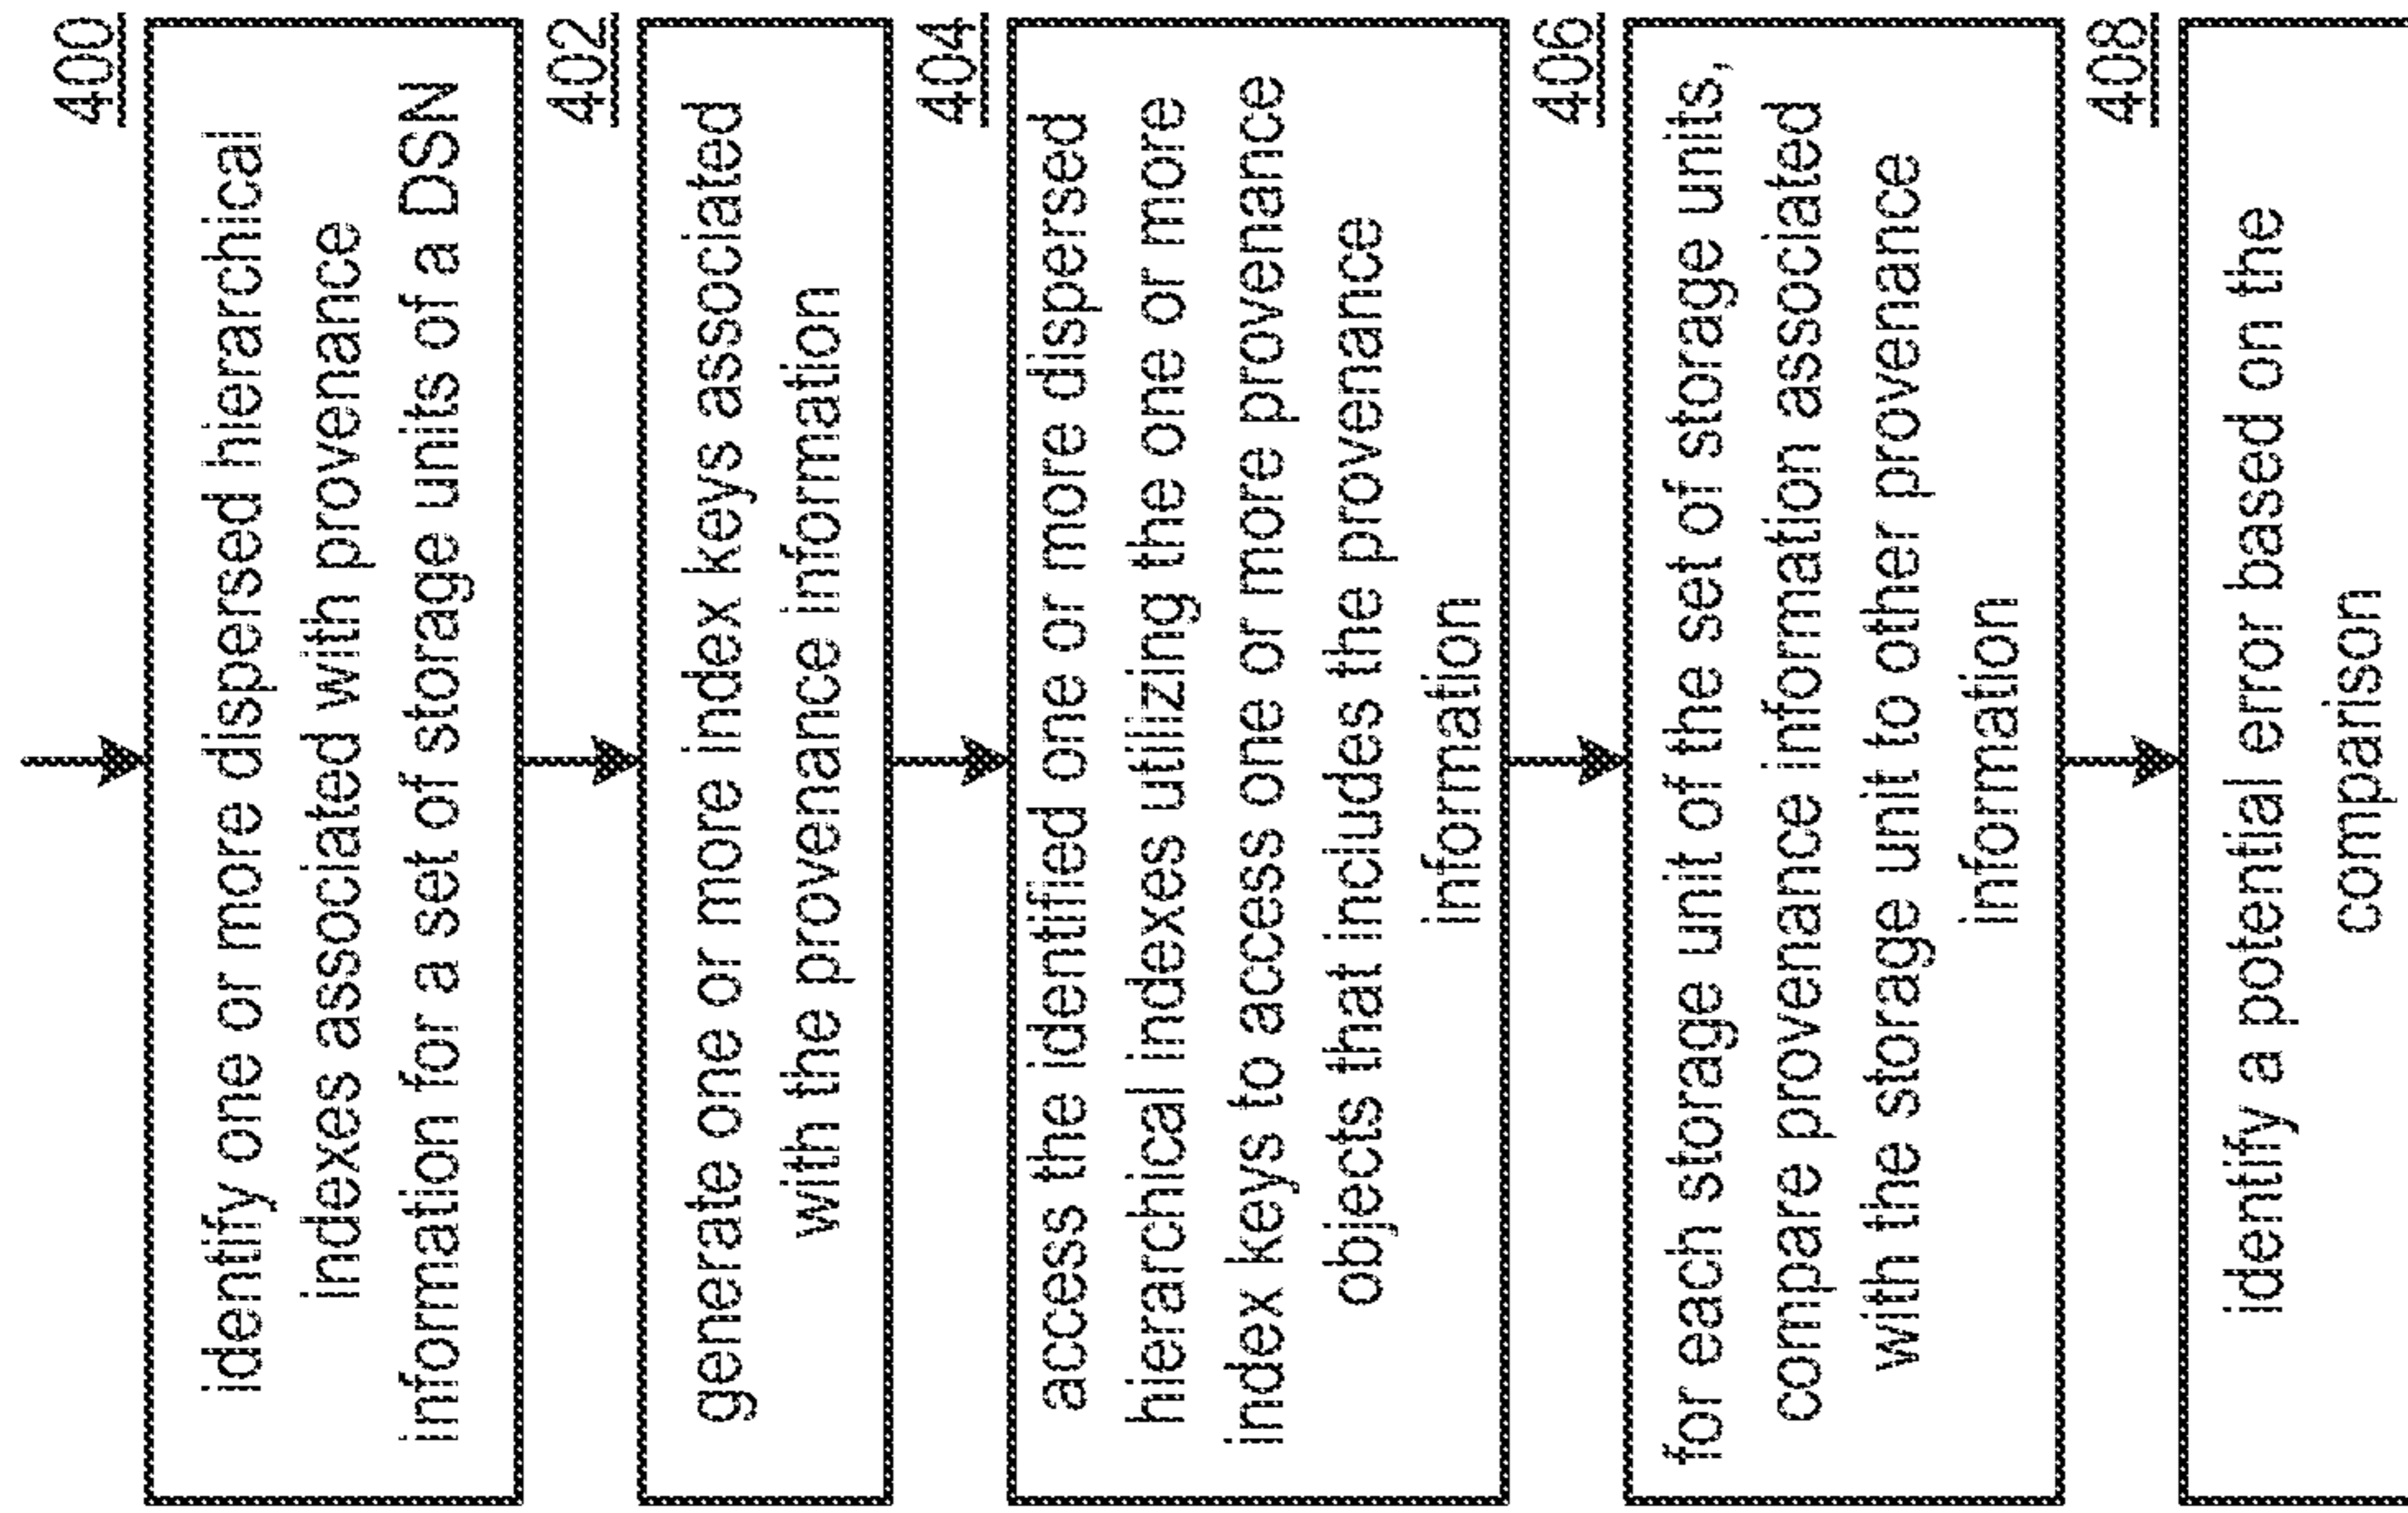 400
identify one or more dispersed hierarchical
indexes associated with provenance
information for a set of storage units of a DSN
402
generate one or more index keys associated
with the provenance information
404
access the identified one or more dispersed
hierarchical indexes utilizing the one or more
index keys to access one or more provenance
objects that includes the provenance
information
406
for each storage unit of the set of storage units,
compare provenance information associated
with the storage unit to other provenance
information
408
identify a potential error based on the
comparison